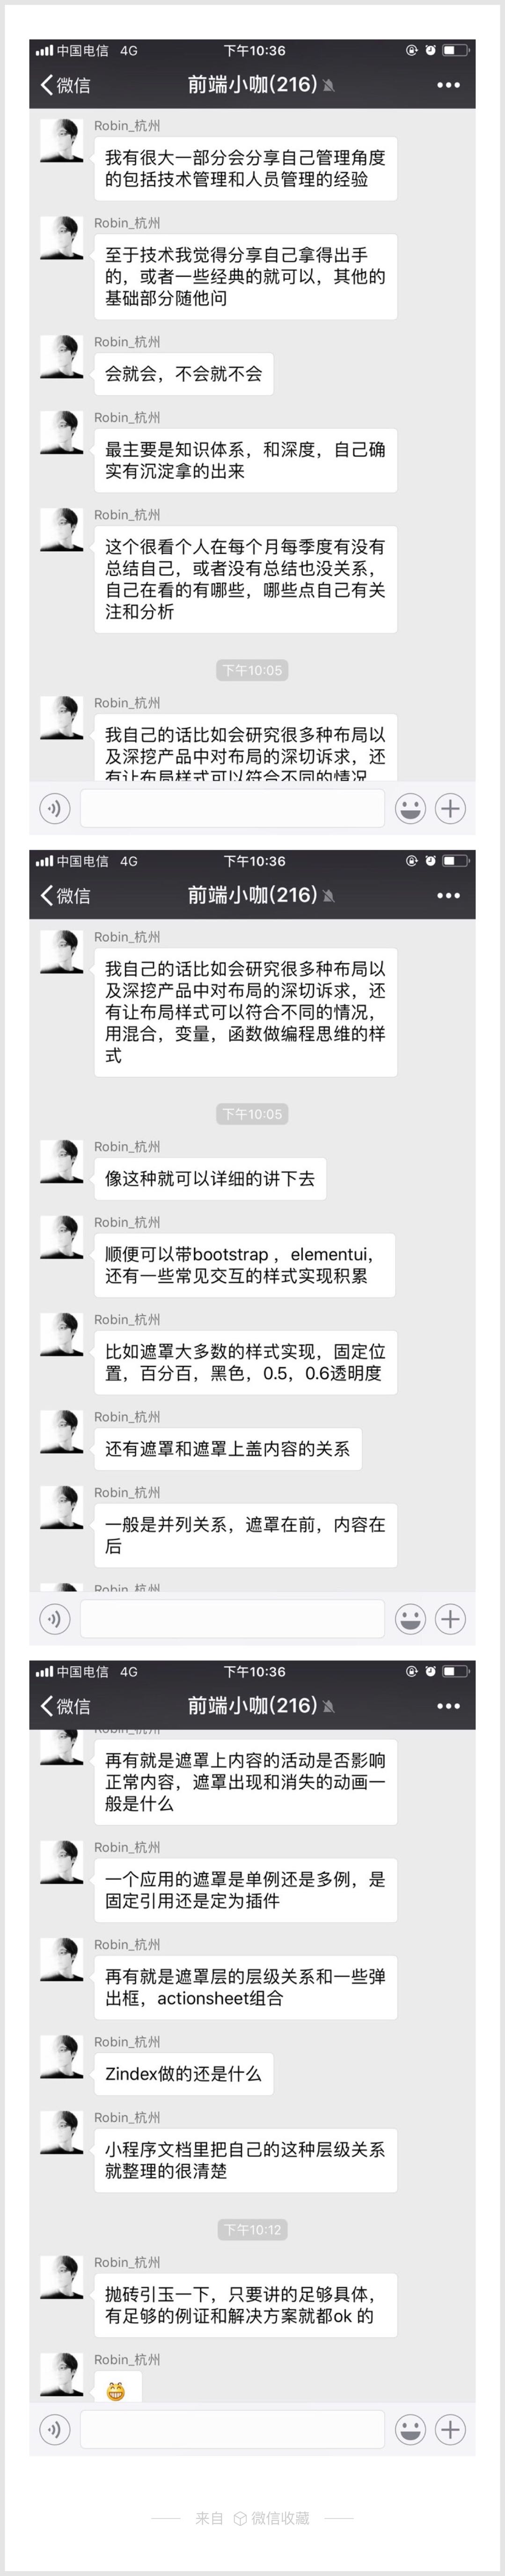 中国电信 4G 下午10:36
微信 前端小咖(216)
Robin_杭州
我有很大一部分会分享自己管理角度
的包括技术管理和人员管理的经验
Robin_杭州
至于技术我觉得分享自己拿得出手
的，或者一些经典的就可以，其他的
基础部分随他问
Robin_杭州
会就会，不会就不会
Robin_杭州
最主要是知识体系，和深度，自己确
实有沉淀拿的出来
Robin_杭州
这个很看个人在每个月每季度有没有
总结自己，或者没有总结也没关系，
自己在看的有哪些，哪些点自己有关
注和分析
下午10:05
Robin_杭州
我自己的话比如会研究很多种布局以
及深挖产品中对布局的深切诉求，还
有让布局样式可以符合不同的情况
中国电信 4G 下午10:36
微信 前端小咖(216)
Robin_杭州
我自己的话比如会研究很多种布局以
及深挖产品中对布局的深切诉求，还
有让布局样式可以符合不同的情况，
用混合，变量，函数做编程思维的样
式
下午10:05
Robin_杭州
像这种就可以详细的讲下去
Robin_杭州
顺便可以带bootstrap ，elementui，
还有一些常见交互的样式实现积累
Robin_杭州
比如遮罩大多数的样式实现，固定位
置，百分百，黑色，0.5，0.6透明度
Robin_杭州
还有遮罩和遮罩上盖内容的关系
Robin_杭州
一般是并列关系，遮罩在前，内容在
后
Robin_杭州
中国电信 4G 下午10:36
微信 前端小咖(216)
Robin_杭州
再有就是遮罩上内容的活动是否影响
正常内容，遮罩出现和消失的动画一
般是什么
Robin_杭州
一个应用的遮罩是单例还是多例，是
固定引用还是定为插件
Robin_杭州
再有就是遮罩层的层级关系和一些弹
出框，actionsheet组合
Robin_杭州
Zindex做的还是什么
Robin_杭州
小程序文档里把自己的这种层级关系
就整理的很清楚
下午10:12
Robin_杭州
抛砖引玉一下，只要讲的足够具体，
有足够的例证和解决方案就都ok 的
Robin_杭州
来自 微信收藏